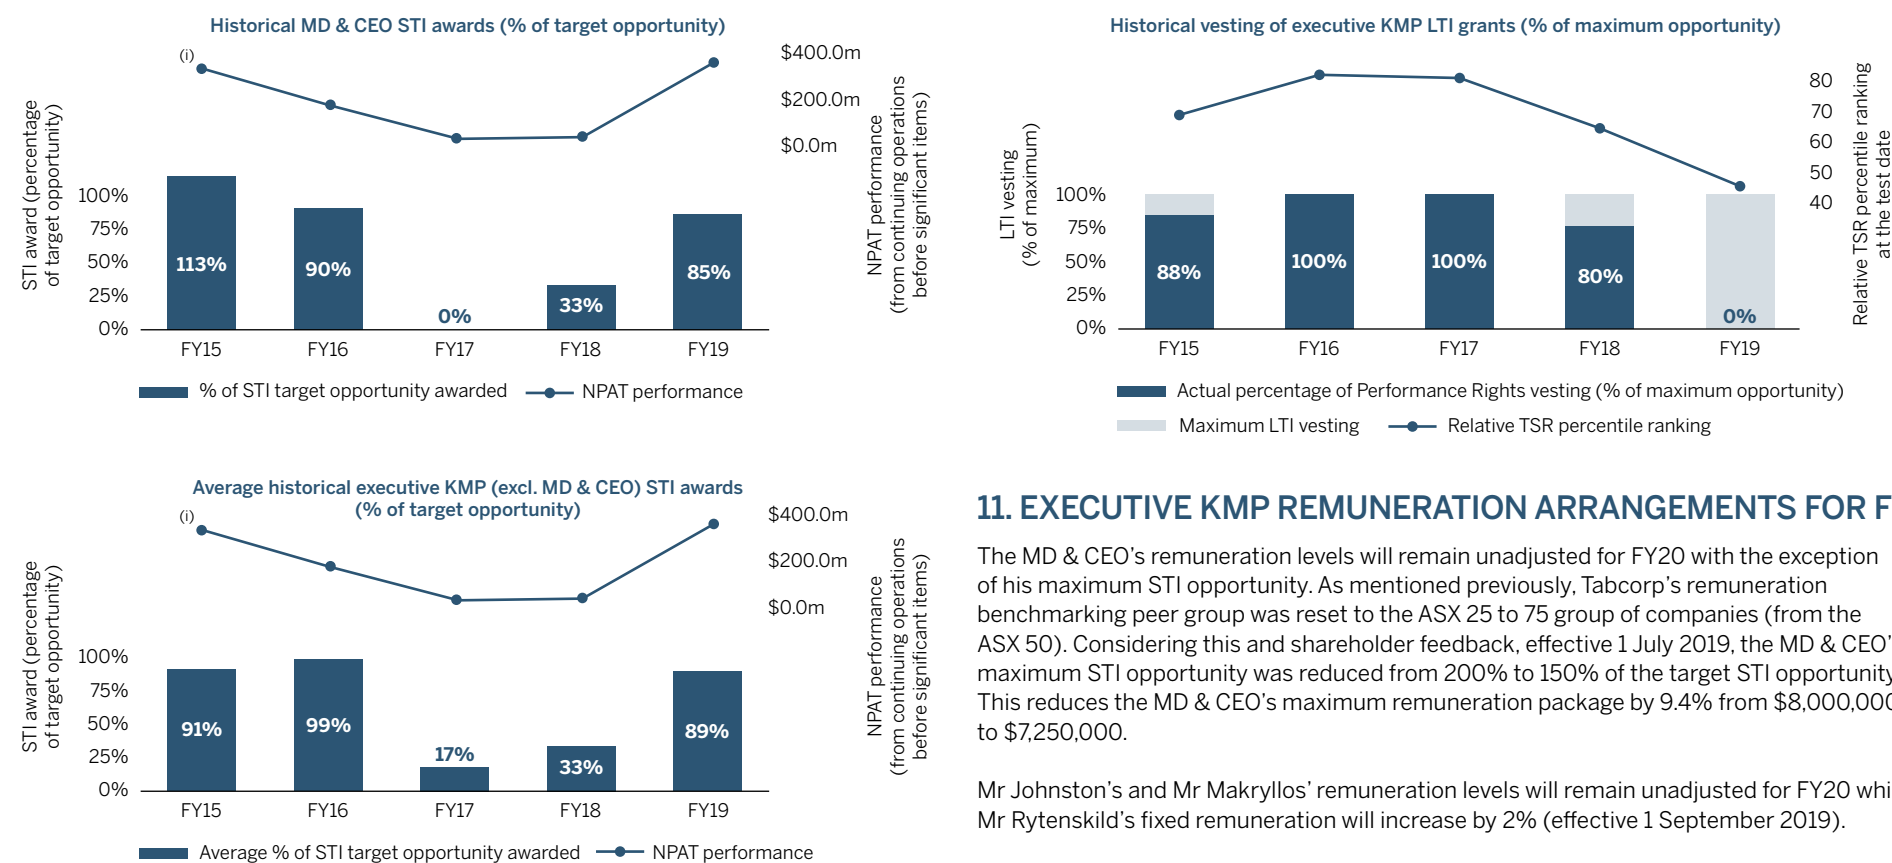 Historical MD & CEO STI awards (% of target opportunity)
(i)
$400.0m
$200.0m
$0.0m
STI award (percentage
of target opportunity)
NPAT performance
(from continuing operations
before significant items)
100%
75%
50%
25%
0%
113%
90%
0%
33%
85%
FY15
FY16
FY17
FY18
FY19
% of STI target opportunity awarded
NPAT performance
Historical vesting of executive KMP LTI grants (% of maximum opportunity)
80
70
60
50
40
LTI vesting
(% of maximum)
Relative TSR percentile ranking
at the test date
100%
75%
50%
25%
0%
88%
100%
100%
80%
0%
FY15
FY16
FY17
FY18
FY19
Actual percentage of Performance Rights vesting (% of maximum opportunity)
Maximum LTI vesting
Relative TSR percentile ranking
Average historical executive KMP (excl. MD & CEO) STI awards
(% of target opportunity)
(i)
$400.0m
$200.0m
$0.0m
STI award (percentage
of target opportunity)
NPAT performance
(from continuing operations
before significant items)
100%
75%
50%
25%
0%
91%
99%
17%
33%
89%
FY15
FY16
FY17
FY18
FY19
Average % of STI target opportunity awarded
NPAT performance
11. EXECUTIVE KMP REMUNERATION ARRANGEMENTS FOR F
The MD & CEO’s remuneration levels will remain unadjusted for FY20 with the exception
of his maximum STI opportunity. As mentioned previously, Tabcorp’s remuneration
benchmarking peer group was reset to the ASX 25 to 75 group of companies (from the
ASX 50). Considering this and shareholder feedback, effective 1 July 2019, the MD & CEO’
maximum STI opportunity was reduced from 200% to 150% of the target STI opportunity
This reduces the MD & CEO’s maximum remuneration package by 9.4% from $8,000,000
to $7,250,000.
Mr Johnston’s and Mr Makryllos’ remuneration levels will remain unadjusted for FY20 whi
Mr Rytenskild’s fixed remuneration will increase by 2% (effective 1 September 2019).